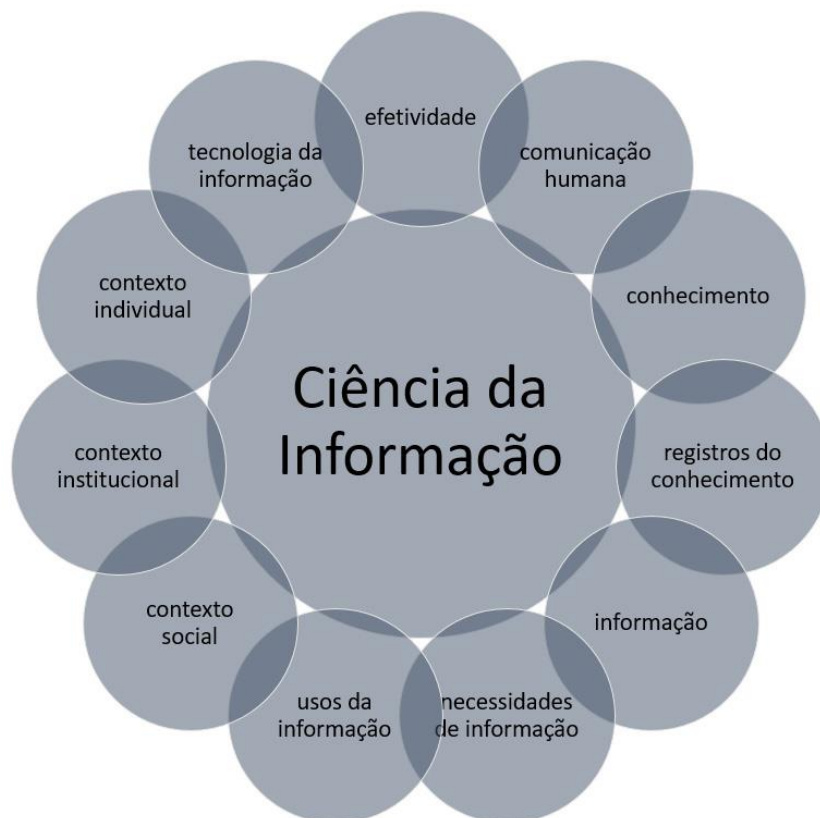 efetividade
tecnologia da
informação
comunicação
humana
contexto
individual
conhecimento
Ciência da
Informação
contexto
institucional
registros do
conhecimento
contexto
social
informação
usos da
informação
necessidades
de informação